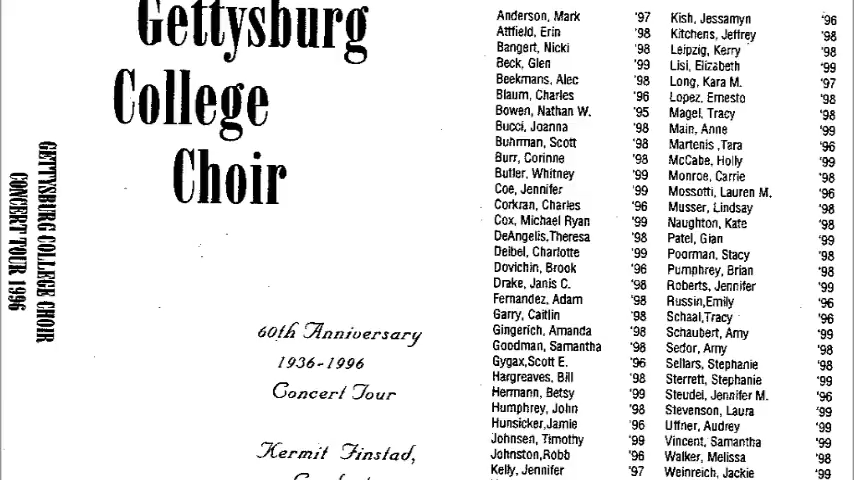 Gettysburg
College
Choir
GETTYSBURG COLLEGE CHOIR
CONCERT TOUR 1996
60th Anniversary
1936-1996
Concert Tour
Kermit Finstad,
Anderson, Mark '97
Attfield, Erin '98
Bangert, Nicki '98
Beck, Glen '99
Beekmans, Alec '98
Blaum, Charles '96
Bowen, Nathan W. '95
Bucci, Joanna '98
Buhrman, Scott '98
Burr, Corinne '98
Butler, Whitney '99
Coe, Jennifer '99
Corkran, Charles '96
Cox, Michael Ryan '99
DeAngelis,Theresa '98
Deibel, Charlotte '99
Dovichin, Brook '96
Drake, Janis C. '98
Fernandez, Adam '98
Garry, Caitlin '98
Gingerich, Amanda '98
Goodman, Samantha '98
Gygax,Scott E. '96
Hargreaves, Bill '98
Hermann, Betsy '99
Humphrey, John '98
Hunsicker,Jamie '96
Johnsen, Timothy '99
Johnston,Robb '96
Kelly, Jennifer '97
Kish, Jessamyn '96
Kitchens, Jeffrey '98
Leipzig, Kerry '98
Lisi, Elizabeth '99
Long, Kara M. '97
Lopez, Ernesto '98
Magel, Tracy '98
Main, Anne '99
Martenis ,Tara '96
McCabe, Holly '99
Monroe, Carrie '98
Mossotti, Lauren M. '96
Musser, Lindsay '98
Naughton, Kate '98
Patel, Gian '99
Poorman, Stacy '98
Pumphrey, Brian '98
Roberts, Jennifer '99
Russin,Emily '96
Schaal,Tracy '96
Schaubert, Amy '99
Sedor, Amy '98
Sellars, Stephanie '98
Sterrett, Stephanie '99
Steudel, Jennifer M. '96
Stevenson, Laura '99
Uffner, Audrey '99
Vincent, Samantha '99
Walker, Melissa '98
Weinreich, Jackie '99